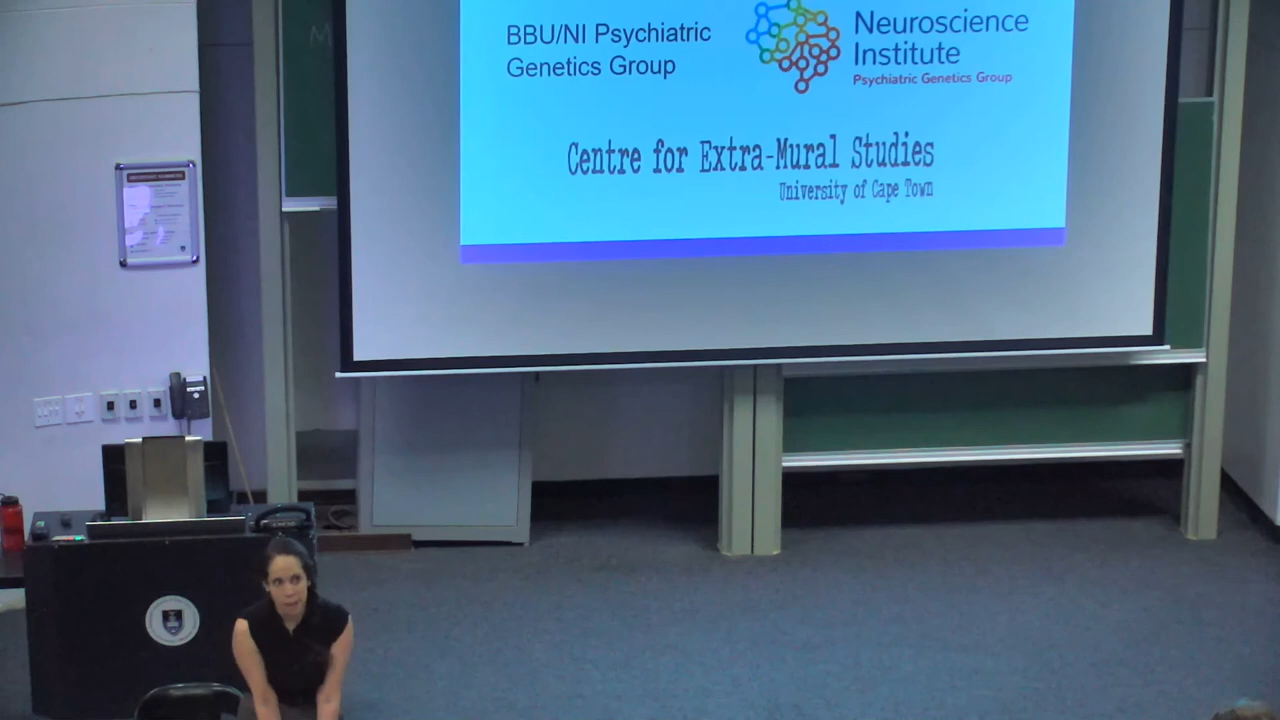 BBU/NI Psychiatric
Genetics Group
Neuroscience
Institute
Psychiatric Genetics Group
Centre for Extra-Mural Studies
University of Cape Town